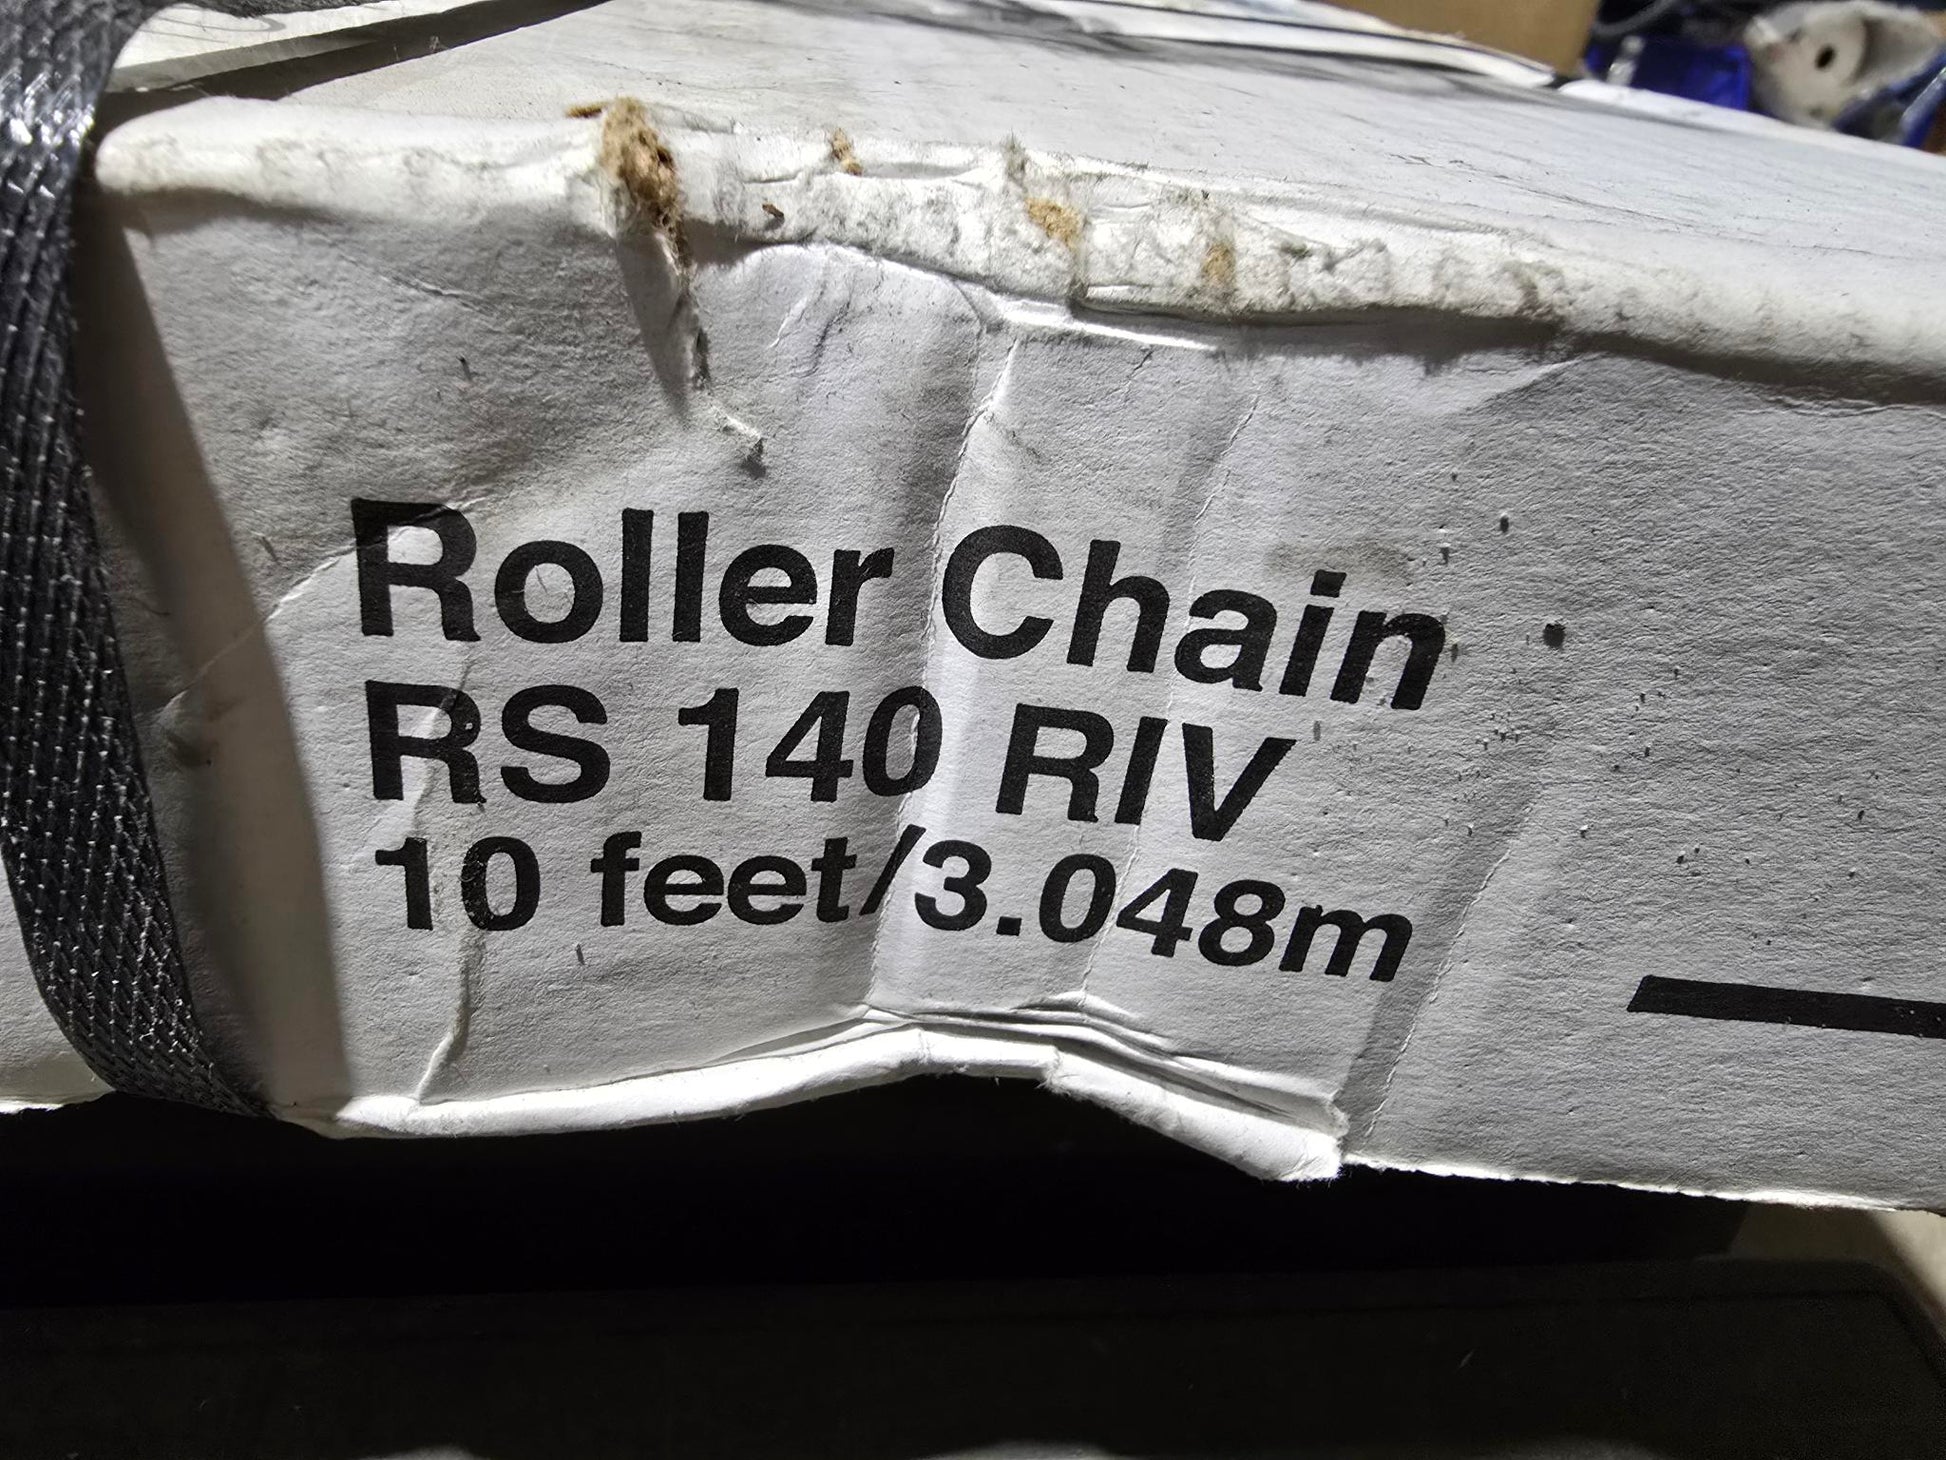 Roller Chain
RS 140 RIV
10 feet/3.048m